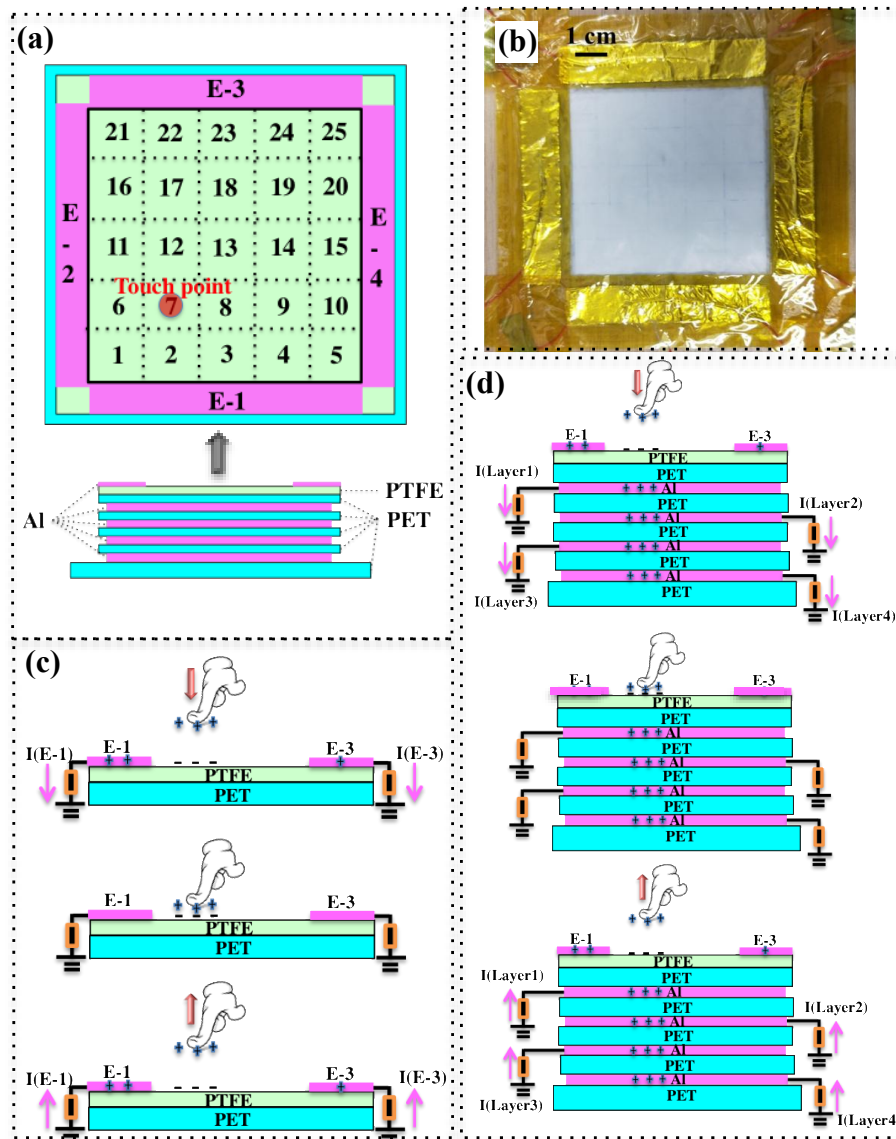 (a)
E-3
21 22 23 24 25
16 17 18 19 20
E-2
E-4
11 12 13 14 15
Touch point
6 7 8 9 10
1 2 3 4 5
E-1
Al
PTFE
PET
(b)
1 cm
(c)
I(E-1)
E-1
E-3
I(E-3)
PTFE
PET
E-1
E-3
PTFE
PET
I(E-1)
E-1
E-3
I(E-3)
PTFE
PET
(d)
E-1
E-3
PTFE
I(Layer1)
PET
Al
PET
I(Layer2)
Al
PET
Al
PET
I(Layer3)
Al
PET
I(Layer4)
E-1
E-3
PTFE
PET
Al
PET
Al
PET
Al
PET
Al
PET
E-1
E-3
PTFE
I(Layer1)
PET
Al
PET
I(Layer2)
Al
PET
Al
PET
I(Layer3)
Al
PET
I(Layer4